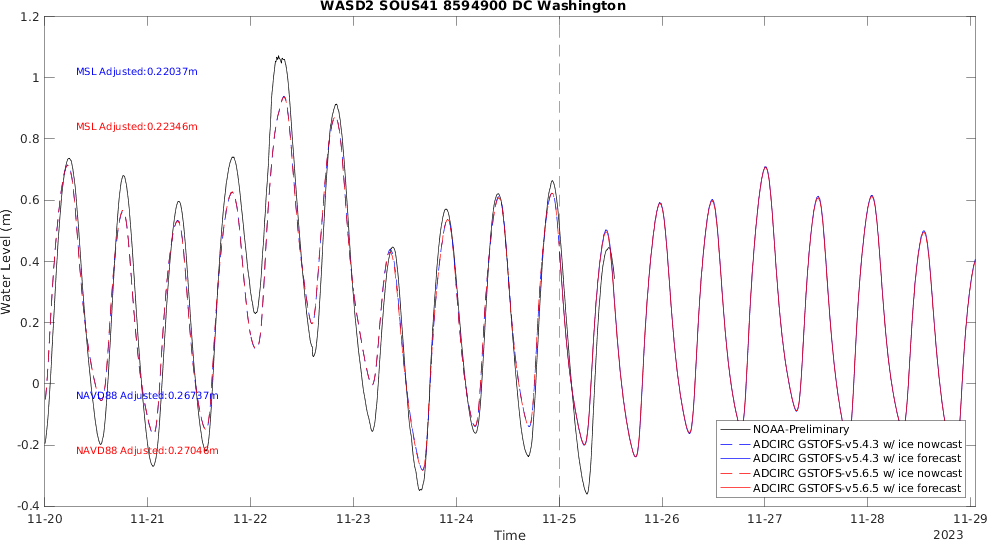 WASD2 SOUS41 8594900 DC Washington
Water Level (m)
1.2
1
0.8
0.6
0.4
0.2
0
-0.2
-0.4
MSL Adjusted:0.22037m
MSL Adjusted:0.22346m
NAVD88 Adjusted:0.26737m
NAVD88 Adjusted:0.27046m
NOAA-Preliminary
ADCIRC GSTOFS-v5.4.3 w/ ice nowcast
ADCIRC GSTOFS-v5.4.3 w/ ice forecast
ADCIRC GSTOFS-v5.6.5 w/ ice nowcast
ADCIRC GSTOFS-v5.6.5 w/ ice forecast
11-20 11-21 11-22 11-23 11-24 11-25 11-26 11-27 11-28 11-29
Time
2023